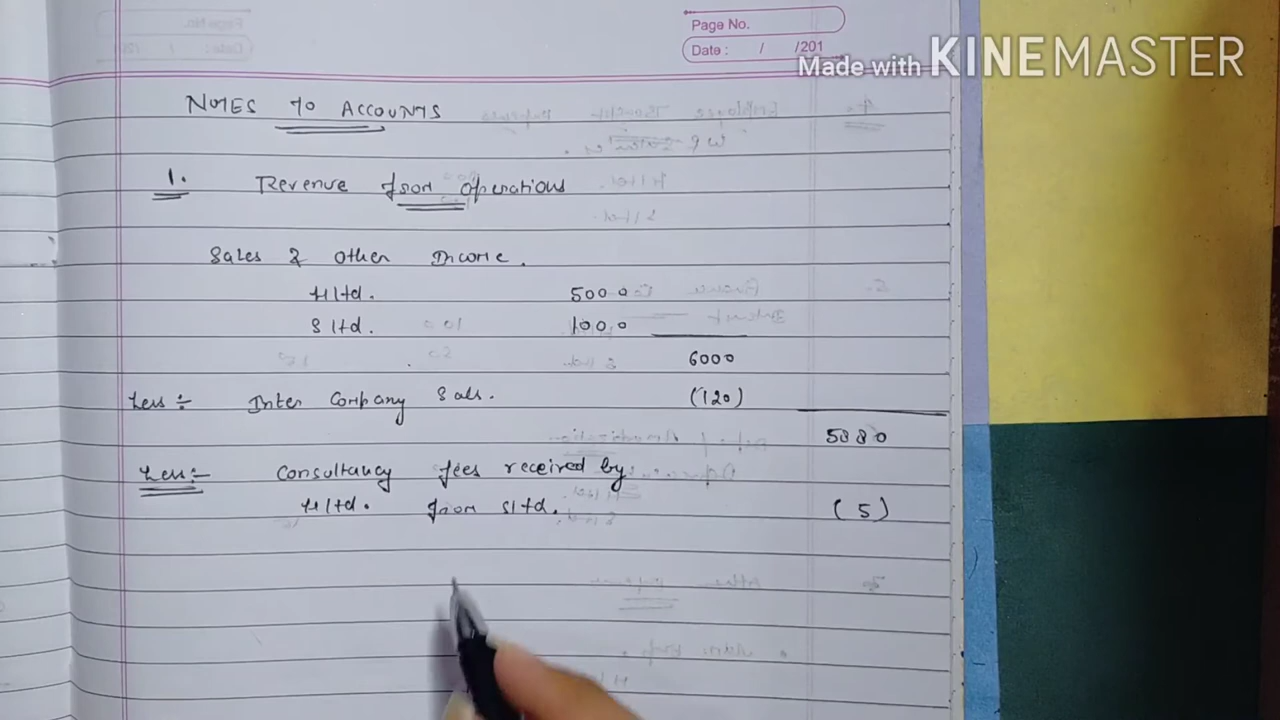 Page No.
Date : / /201
Made with KINEMASTER
NOTES TO ACCOUNTS
1. Revenue from Operations
Sales & Other Income.
H ltd. 5000
S ltd. 1000
6000
Less :- Inter Company Sales. (120)
5880
Less :- Consultancy fees received by
H ltd. from S ltd. (5)